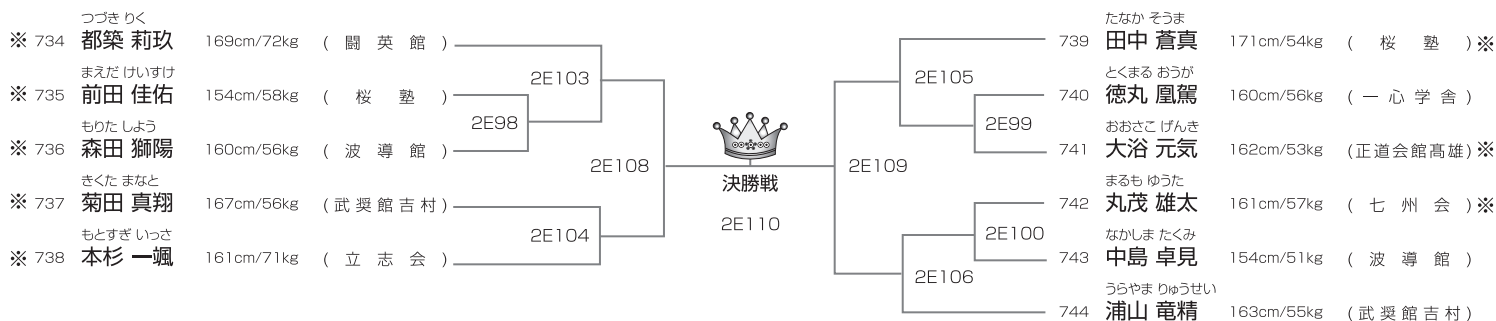 つづき りく
※ 734 都築 莉玖 169cm/72kg (闘英館)
まえだ けいすけ
※ 735 前田 佳佑 154cm/58kg (桜塾)
もりた しよう
※ 736 森田 獅陽 160cm/56kg (波導館)
きくた まなと
※ 737 菊田 真翔 167cm/56kg (武奨館吉村)
もとすぎ いっさ
※ 738 本杉 一颯 161cm/71kg (立志会)
2E103
2E98
2E108
2E104
決勝戦
2E110
2E109
2E105
2E99
2E100
2E106
たなか そうま
739 田中 蒼真 171cm/54kg (桜塾)※
とくまる おうが
740 徳丸 凰駕 160cm/56kg (一心学舎)
おおさこ げんき
741 大浴 元気 162cm/53kg (正道会館髙雄)※
まるも ゆうた
742 丸茂 雄太 161cm/57kg (七州会)※
なかしま たくみ
743 中島 卓見 154cm/51kg (波導館)
うらやま りゅうせい
744 浦山 竜精 163cm/55kg (武奨館吉村)